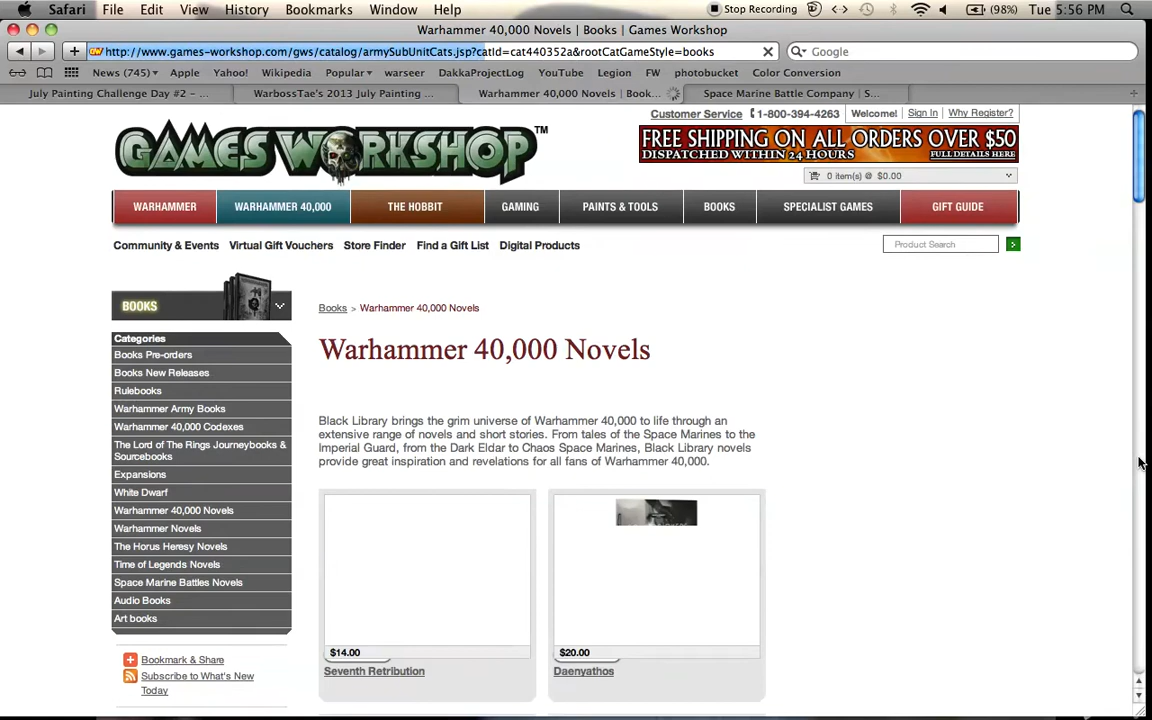 Safari File Edit View History Bookmarks Window Help Stop Recording (98%) Tue 5:56 PM
Warhammer 40,000 Novels | Books | Games Workshop
http://www.games-workshop.com/gws/catalog/armySubUnitCats.jsp?catId=cat440352a&rootCatGameStyle=books Google
News (745) Apple Yahoo! Wikipedia Popular warseer DakkaProjectLog YouTube Legion FW photobucket Color Conversion
July Painting Challenge Day #2 – ... WarbossTae's 2013 July Painting ... Warhammer 40,000 Novels | Book... Space Marine Battle Company | S...
Customer Service 1-800-394-4263 Welcome! Sign In Why Register?
GAMES WORKSHOP TM
FREE SHIPPING ON ALL ORDERS OVER $50
DISPATCHED WITHIN 24 HOURS FULL DETAILS HERE
0 item(s) @ $0.00
WARHAMMER WARHAMMER 40,000 THE HOBBIT GAMING PAINTS & TOOLS BOOKS SPECIALIST GAMES GIFT GUIDE
Community & Events Virtual Gift Vouchers Store Finder Find a Gift List Digital Products Product Search
BOOKS
Books > Warhammer 40,000 Novels
Categories
Books Pre-orders
Books New Releases
Rulebooks
Warhammer Army Books
Warhammer 40,000 Codexes
The Lord of The Rings Journeybooks &
Sourcebooks
Expansions
White Dwarf
Warhammer 40,000 Novels
Warhammer Novels
The Horus Heresy Novels
Time of Legends Novels
Space Marine Battles Novels
Audio Books
Art books
Bookmark & Share
Subscribe to What's New
Today
Warhammer 40,000 Novels
Black Library brings the grim universe of Warhammer 40,000 to life through an
extensive range of novels and short stories. From tales of the Space Marines to the
Imperial Guard, from the Dark Eldar to Chaos Space Marines, Black Library novels
provide great inspiration and revelations for all fans of Warhammer 40,000.
$14.00
Seventh Retribution
$20.00
Daenyathos